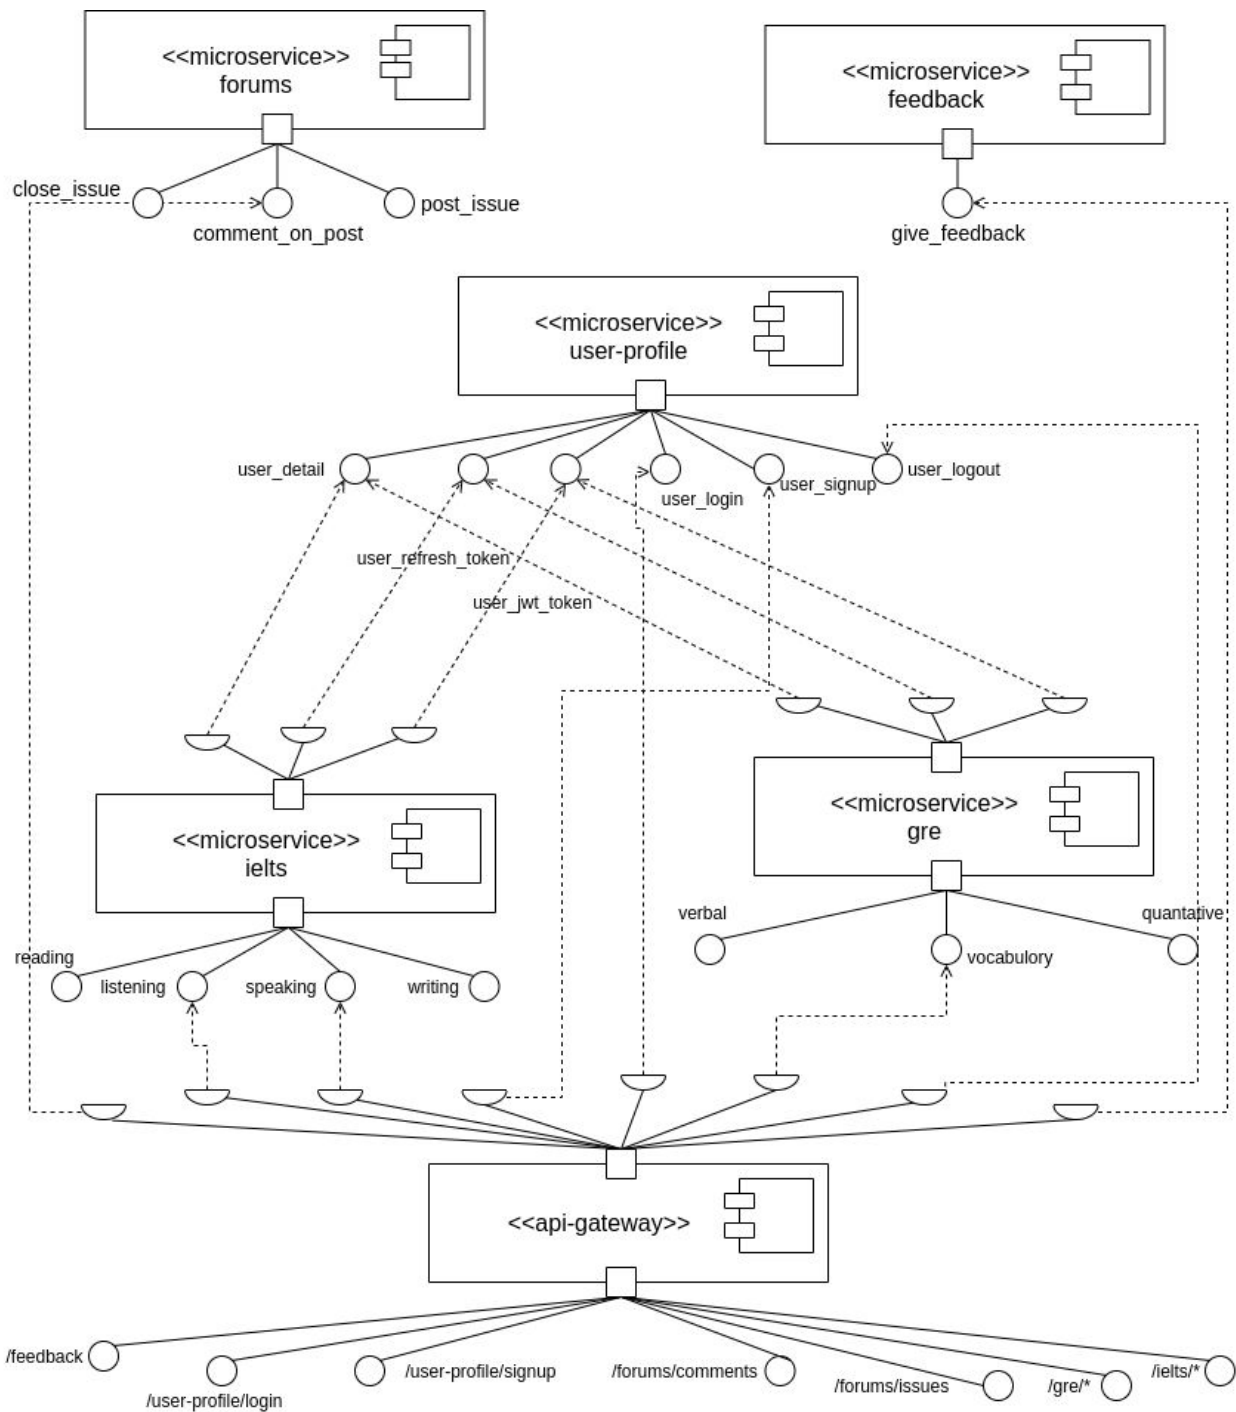 <<microservice>>
forums
<<microservice>>
feedback
close_issue
post_issue
comment_on_post
give_feedback
<<microservice>>
user-profile
user_detail
user_logout
user_signup
user_login
user_refresh_token
user_jwt_token
<<microservice>>
gre
<<microservice>>
ielts
verbal
quantative
vocabulory
reading
listening
speaking
writing
<<api-gateway>>
/feedback
/user-profile/login
/user-profile/signup
/forums/comments
/forums/issues
/gre/*
/ielts/*